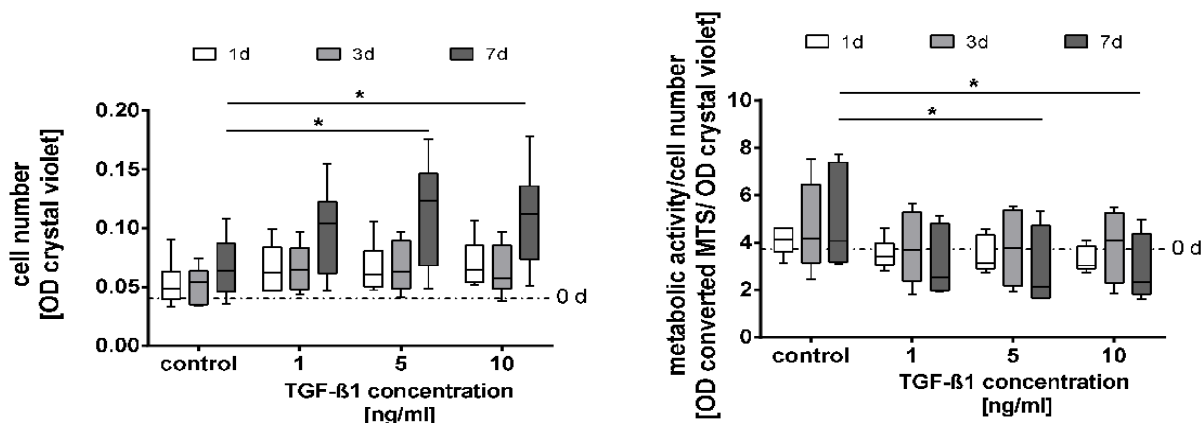 1d 3d 7d
* 
*
cell number
[OD crystal violet]
0.20
0.15
0.10
0.05
0.00
0 d
control 1 5 10
TGF-ß1 concentration
[ng/ml]
1d 3d 7d
*
*
metabolic activity/cell number
[OD converted MTS/ OD crystal violet]
10
8
6
4
2
0
0 d
control 1 5 10
TGF-ß1 concentration
[ng/ml]